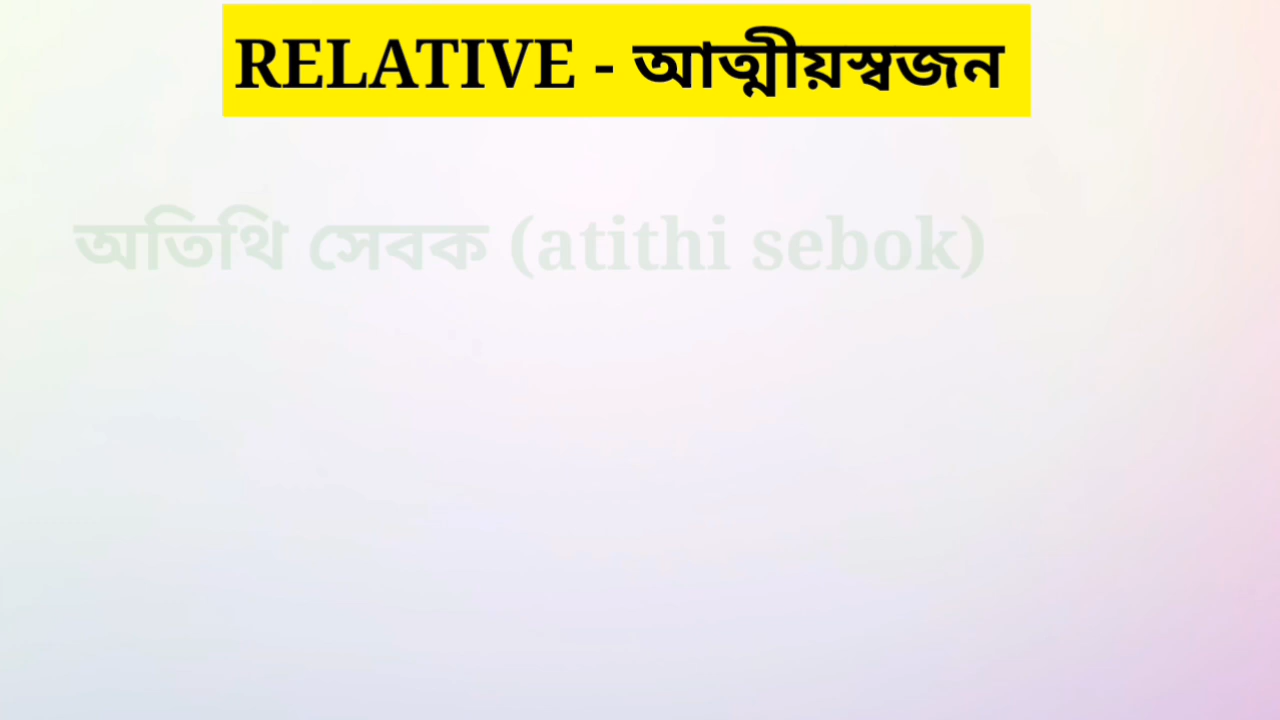 RELATIVE - আত্মীয়স্বজন
অতিথি সেবক (atithi sebok)